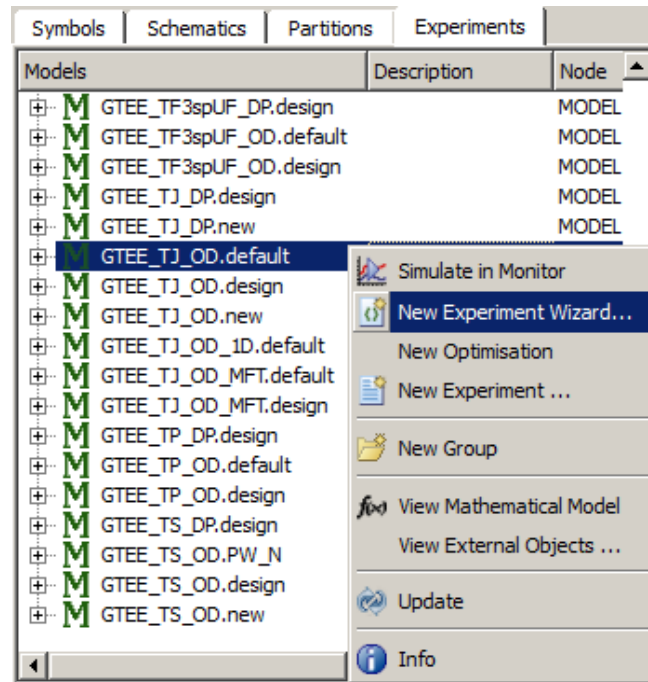 Symbols Schematics Partitions Experiments
Models Description Node
M GTEE_TF3spUF_DP.design MODEL
M GTEE_TF3spUF_OD.default MODEL
M GTEE_TF3spUF_OD.design MODEL
M GTEE_TJ_DP.design MODEL
M GTEE_TJ_DP.new MODEL
M GTEE_TJ_OD.default
M GTEE_TJ_OD.design
M GTEE_TJ_OD.new
M GTEE_TJ_OD_1D.default
M GTEE_TJ_OD_MFT.default
M GTEE_TJ_OD_MFT.design
M GTEE_TP_DP.design
M GTEE_TP_OD.default
M GTEE_TP_OD.design
M GTEE_TS_DP.design
M GTEE_TS_OD.PW_N
M GTEE_TS_OD.design
M GTEE_TS_OD.new
Simulate in Monitor
New Experiment Wizard...
New Optimisation
New Experiment ...
New Group
f(x) View Mathematical Model
View External Objects ...
Update
i Info